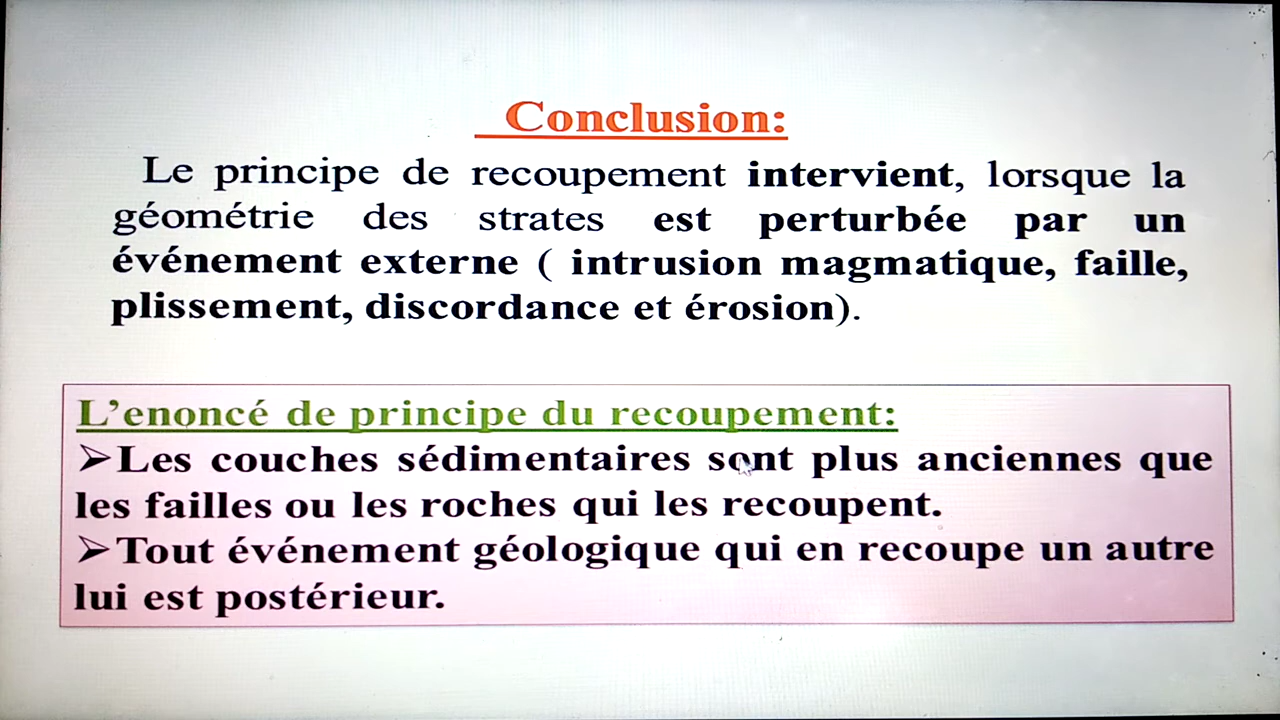 Conclusion:
Le principe de recoupement intervient, lorsque la
géométrie des strates est perturbée par un
événement externe ( intrusion magmatique, faille,
plissement, discordance et érosion).
L’enoncé de principe du recoupement:
➢Les couches sédimentaires sont plus anciennes que
les failles ou les roches qui les recoupent.
➢Tout événement géologique qui en recoupe un autre
lui est postérieur.